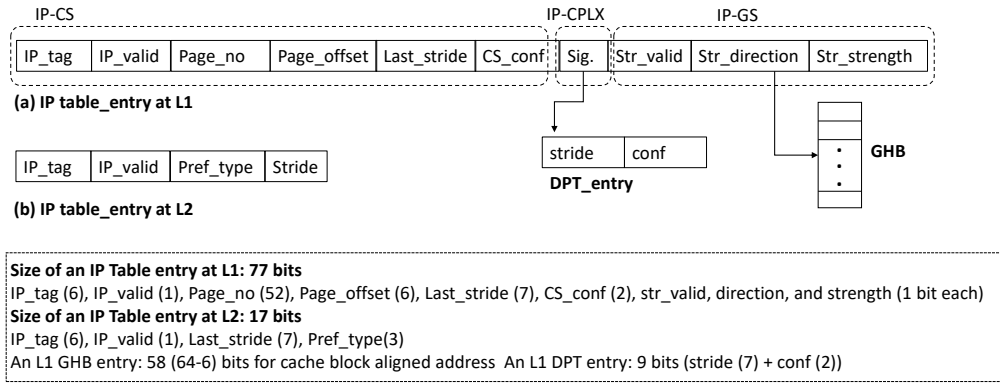 IP-CS IP-CPLX IP-GS
IP_tag IP_valid Page_no Page_offset Last_stride CS_conf Sig. Str_valid Str_direction Str_strength
(a) IP table_entry at L1
stride conf
GHB
DPT_entry
IP_tag IP_valid Pref_type Stride
(b) IP table_entry at L2
Size of an IP Table entry at L1: 77 bits
IP_tag (6), IP_valid (1), Page_no (52), Page_offset (6), Last_stride (7), CS_conf (2), str_valid, direction, and strength (1 bit each)
Size of an IP Table entry at L2: 17 bits
IP_tag (6), IP_valid (1), Last_stride (7), Pref_type(3)
An L1 GHB entry: 58 (64-6) bits for cache block aligned address An L1 DPT entry: 9 bits (stride (7) + conf (2))